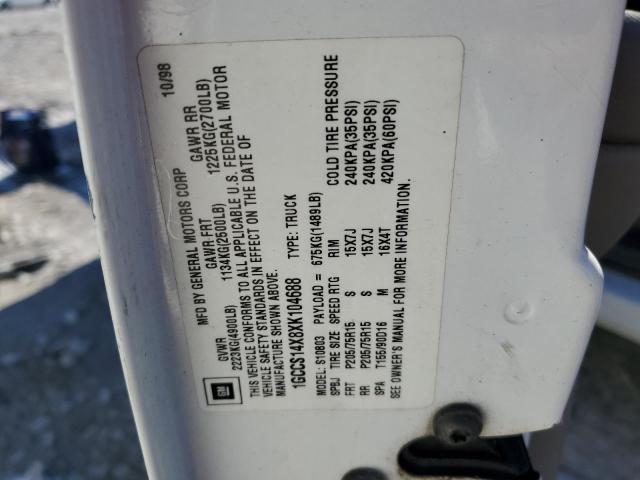 MFD BY GENERAL MOTORS CORP 10/98
GVWR GAWR FRT GAWR RR
2223KG(4900LB) 1134KG(2500LB) 1225KG(2700LB)
THIS VEHICLE CONFORMS TO ALL APPLICABLE U.S. FEDERAL MOTOR
VEHICLE SAFETY STANDARDS IN EFFECT ON THE DATE OF
MANUFACTURE SHOWN ABOVE.
1GCCS14X8XK104688 TYPE: TRUCK
MODEL: S10803 PAYLOAD = 675KG(1489LB)
SPBJ TIRE SIZE SPEED RTG RIM COLD TIRE PRESSURE
FRT P205/75R15 S 15X7J 240KPA(35PSI)
RR P205/75R15 S 15X7J 240KPA(35PSI)
SPA T155/90D16 M 16X4T 420KPA(60PSI)
SEE OWNER'S MANUAL FOR MORE INFORMATION.
GM